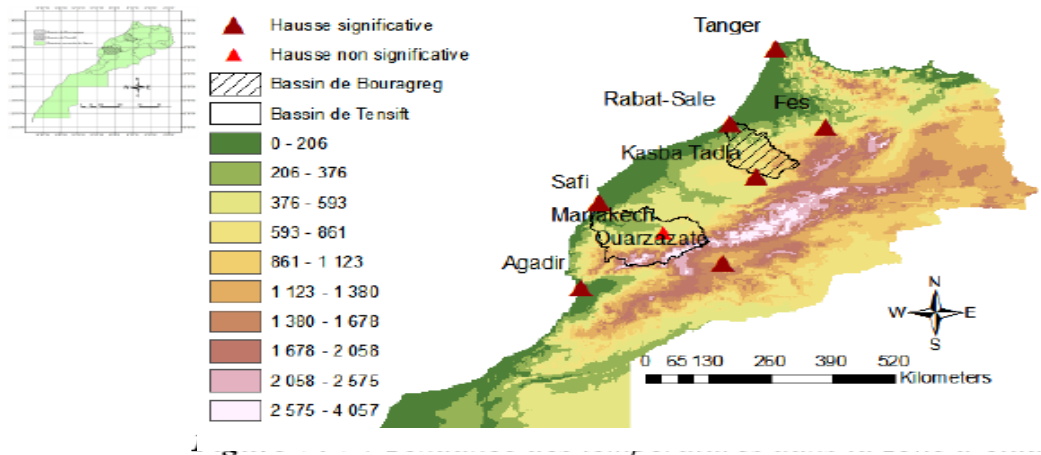 Hausse significative
Hausse non significative
Bassin de Bouragreg
Bassin de Tensift
0 - 206
206 - 376
376 - 593
593 - 861
861 - 1 123
1 123 - 1 380
1 380 - 1 678
1 678 - 2 058
2 058 - 2 575
2 575 - 4 057
Tanger
Rabat-Sale
Fes
Kasba Tadla
Safi
Marrakech
Ouarzazate
Agadir
N
W E
S
0 65 130 260 390 520
Kilometers